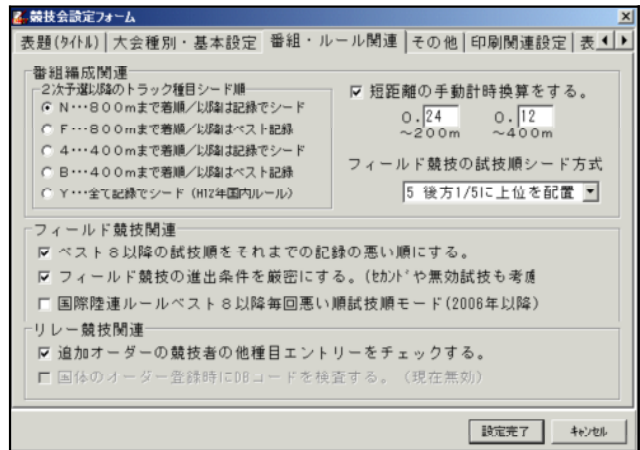 競技会設定フォーム
表題(タイトル) 大会種別・基本設定 番組・ルール関連 その他 印刷関連設定 表
番組編成関連
2次予選以降のトラック種目シード順
N・・・800mまで着順/以降は記録でシード
F・・・800mまで着順/以降はベスト記録
4・・・400mまで着順/以降は記録でシード
B・・・400mまで着順/以降はベスト記録
Y・・・全て記録でシード (H12年国内ルール)
短距離の手動計時換算をする。
0.24 0.12
～200m ～400m
フィールド競技の試技順シード方式
5 後方1/5に上位を配置
フィールド競技関連
ベスト8以降の試技順をそれまでの記録の悪い順にする。
フィールド競技の進出条件を厳密にする。(セカンドや無効試技も考慮
国際陸連ルールベスト8以降毎回悪い順試技順モード(2006年以降)
リレー競技関連
追加オーダーの競技者の他種目エントリーをチェックする。
国体のオーダー登録時にDBコードを検査する。 (現在無効)
設定完了 キャンセル